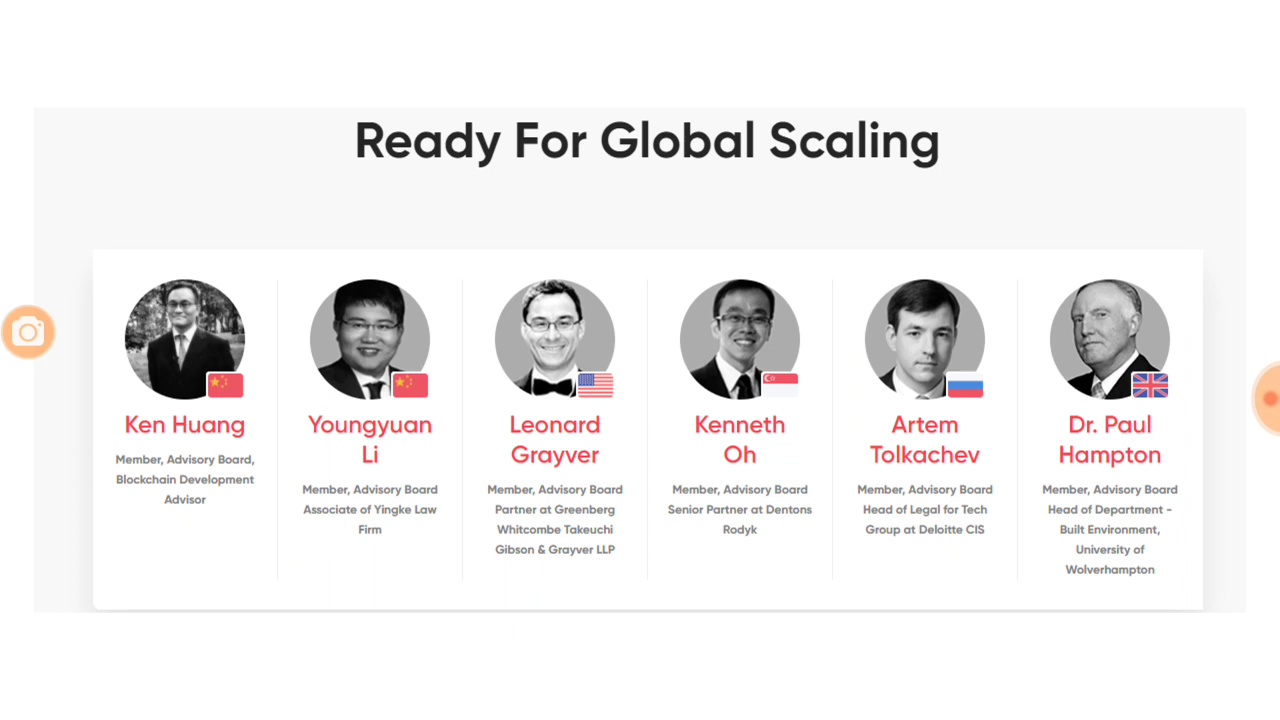 Ready For Global Scaling
Ken Huang
Member, Advisory Board,
Blockchain Development
Advisor
Youngyuan
Li
Member, Advisory Board
Associate of Yingke Law
Firm
Leonard
Grayver
Member, Advisory Board
Partner at Greenberg
Whitcombe Takeuchi
Gibson & Grayver LLP
Kenneth
Oh
Member, Advisory Board
Senior Partner at Dentons
Rodyk
Artem
Tolkachev
Member, Advisory Board
Head of Legal for Tech
Group at Deloitte CIS
Dr. Paul
Hampton
Member, Advisory Board
Head of Department -
Built Environment,
University of
Wolverhampton